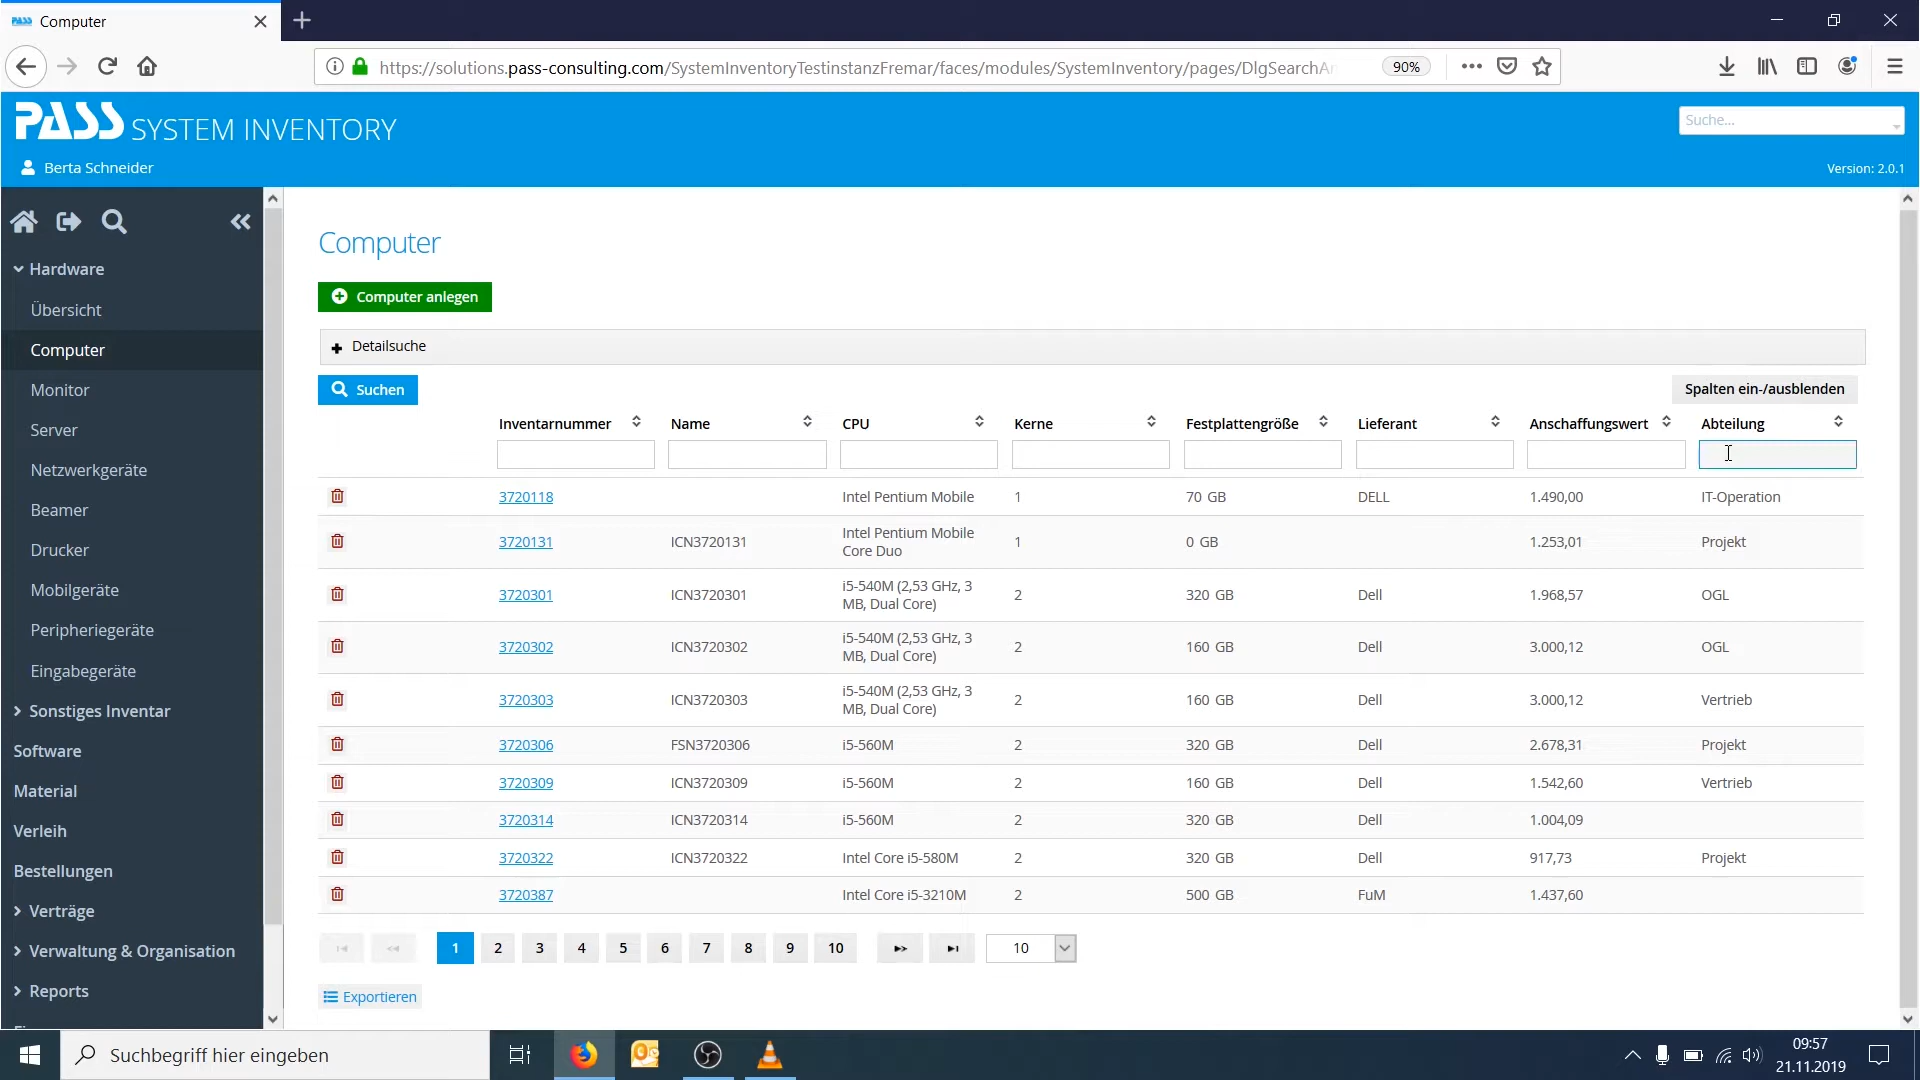 Computer
https://solutions.pass-consulting.com/SystemInventoryTestinstanzFremar/faces/modules/SystemInventory/pages/DlgSearchAr
90%
PASS SYSTEM INVENTORY
Suche...
Berta Schneider
Version: 2.0.1
Hardware
Übersicht
Computer
Monitor
Server
Netzwerkgeräte
Beamer
Drucker
Mobilgeräte
Peripheriegeräte
Eingabegeräte
Sonstiges Inventar
Software
Material
Verleih
Bestellungen
Verträge
Verwaltung & Organisation
Reports
Computer
Computer anlegen
Detailsuche
Suchen
Spalten ein-/ausblenden
Inventarnummer Name CPU Kerne Festplattengröße Lieferant Anschaffungswert Abteilung
3720118 Intel Pentium Mobile 1 70 GB DELL 1.490,00 IT-Operation
3720131 ICN3720131 Intel Pentium Mobile Core Duo 1 0 GB 1.253,01 Projekt
3720301 ICN3720301 i5-540M (2,53 GHz, 3 MB, Dual Core) 2 320 GB Dell 1.968,57 OGL
3720302 ICN3720302 i5-540M (2,53 GHz, 3 MB, Dual Core) 2 160 GB Dell 3.000,12 OGL
3720303 ICN3720303 i5-540M (2,53 GHz, 3 MB, Dual Core) 2 160 GB Dell 3.000,12 Vertrieb
3720306 FSN3720306 i5-560M 2 320 GB Dell 2.678,31 Projekt
3720309 ICN3720309 i5-560M 2 160 GB Dell 1.542,60 Vertrieb
3720314 ICN3720314 i5-560M 2 320 GB Dell 1.004,09
3720322 ICN3720322 Intel Core i5-580M 2 320 GB Dell 917,73 Projekt
3720387 Intel Core i5-3210M 2 500 GB FuM 1.437,60
1 2 3 4 5 6 7 8 9 10 10
Exportieren
Suchbegriff hier eingeben
09:57
21.11.2019